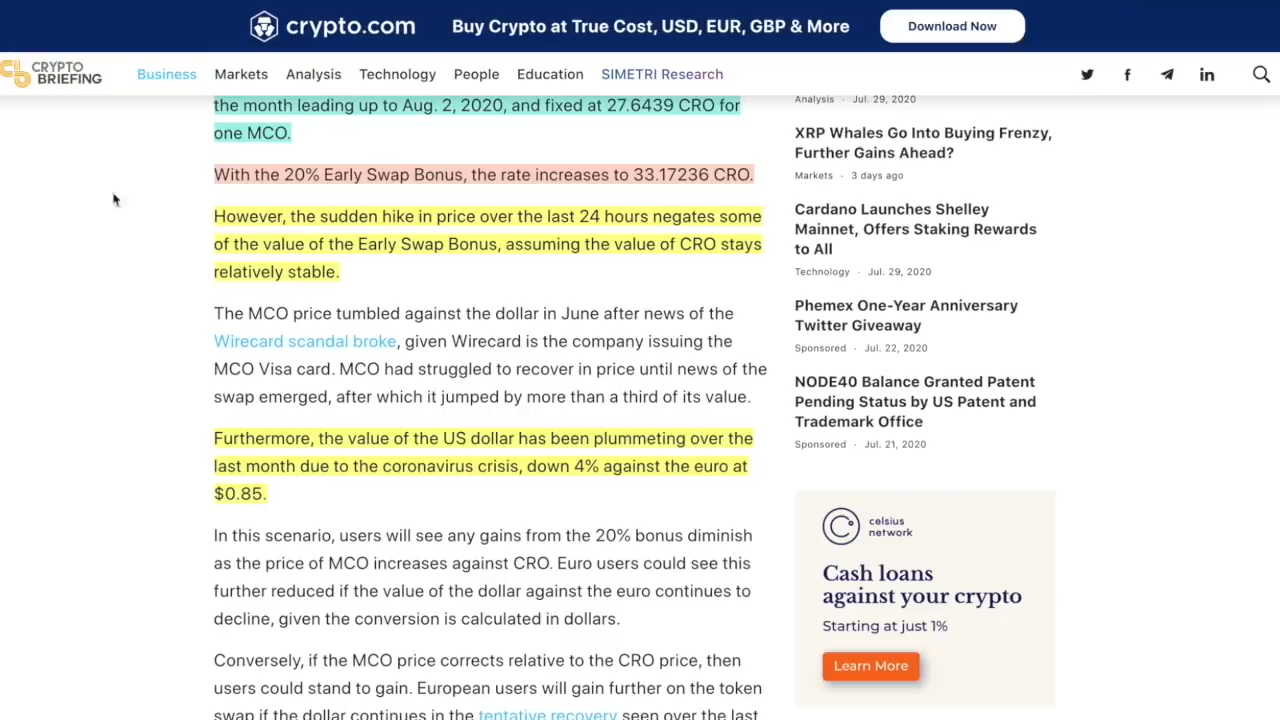 crypto.com
Buy Crypto at True Cost, USD, EUR, GBP & More
Download Now
CRYPTO
BRIEFING
Business Markets Analysis Technology People Education SIMETRI Research
the month leading up to Aug. 2, 2020, and fixed at 27.6439 CRO for
one MCO.
With the 20% Early Swap Bonus, the rate increases to 33.17236 CRO.
However, the sudden hike in price over the last 24 hours negates some
of the value of the Early Swap Bonus, assuming the value of CRO stays
relatively stable.
The MCO price tumbled against the dollar in June after news of the
Wirecard scandal broke, given Wirecard is the company issuing the
MCO Visa card. MCO had struggled to recover in price until news of the
swap emerged, after which it jumped by more than a third of its value.
Furthermore, the value of the US dollar has been plummeting over the
last month due to the coronavirus crisis, down 4% against the euro at
$0.85.
In this scenario, users will see any gains from the 20% bonus diminish
as the price of MCO increases against CRO. Euro users could see this
further reduced if the value of the dollar against the euro continues to
decline, given the conversion is calculated in dollars.
Conversely, if the MCO price corrects relative to the CRO price, then
users could stand to gain. European users will gain further on the token
swap if the dollar continues in the tentative recovery seen over the last
Analysis · Jul. 29, 2020
XRP Whales Go Into Buying Frenzy,
Further Gains Ahead?
Markets · 3 days ago
Cardano Launches Shelley
Mainnet, Offers Staking Rewards
to All
Technology · Jul. 29, 2020
Phemex One-Year Anniversary
Twitter Giveaway
Sponsored · Jul. 22, 2020
NODE40 Balance Granted Patent
Pending Status by US Patent and
Trademark Office
Sponsored · Jul. 21, 2020
celsius
network
Cash loans
against your crypto
Starting at just 1%
Learn More